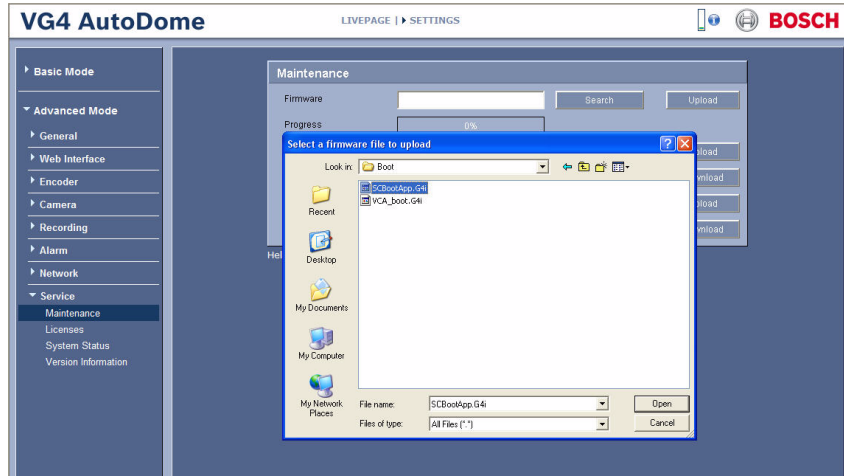 VG4 AutoDome
LIVEPAGE | SETTINGS
BOSCH
Basic Mode
Advanced Mode
General
Web Interface
Encoder
Camera
Recording
Alarm
Network
Service
Maintenance
Licenses
System Status
Version Information
Maintenance
Firmware
Search
Upload
Progress
0%
Select a firmware file to upload
Look in:
Boot
SCBootApp.G4i
VCA_boot.G4i
Recent
Desktop
My Documents
My Computer
My Network
Places
File name:
SCBootApp.G4i
Open
Files of type:
All Files (*.*)
Cancel